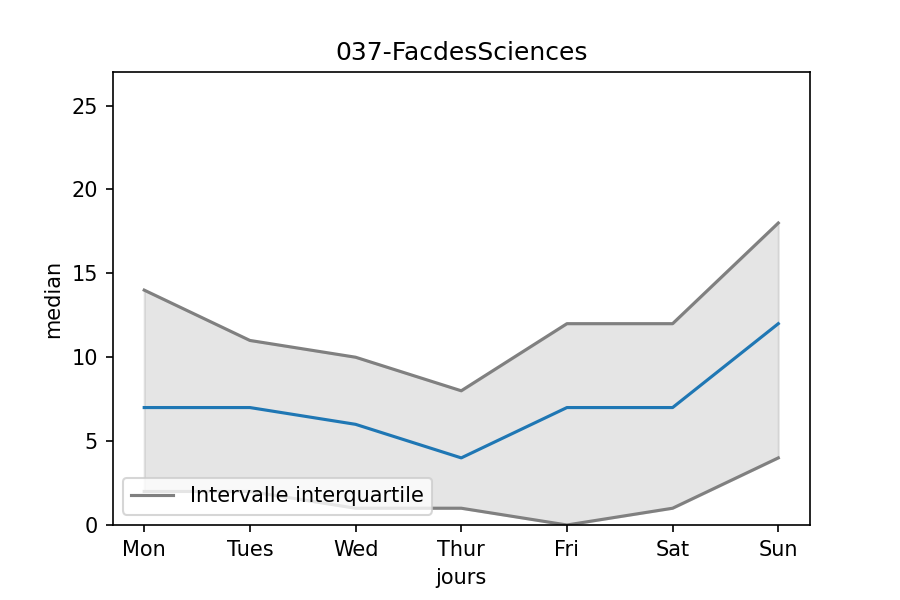 037-FacdesSciences
25
20
15
10
5
0
median
Intervalle interquartile
Mon Tues Wed Thur Fri Sat Sun
jours